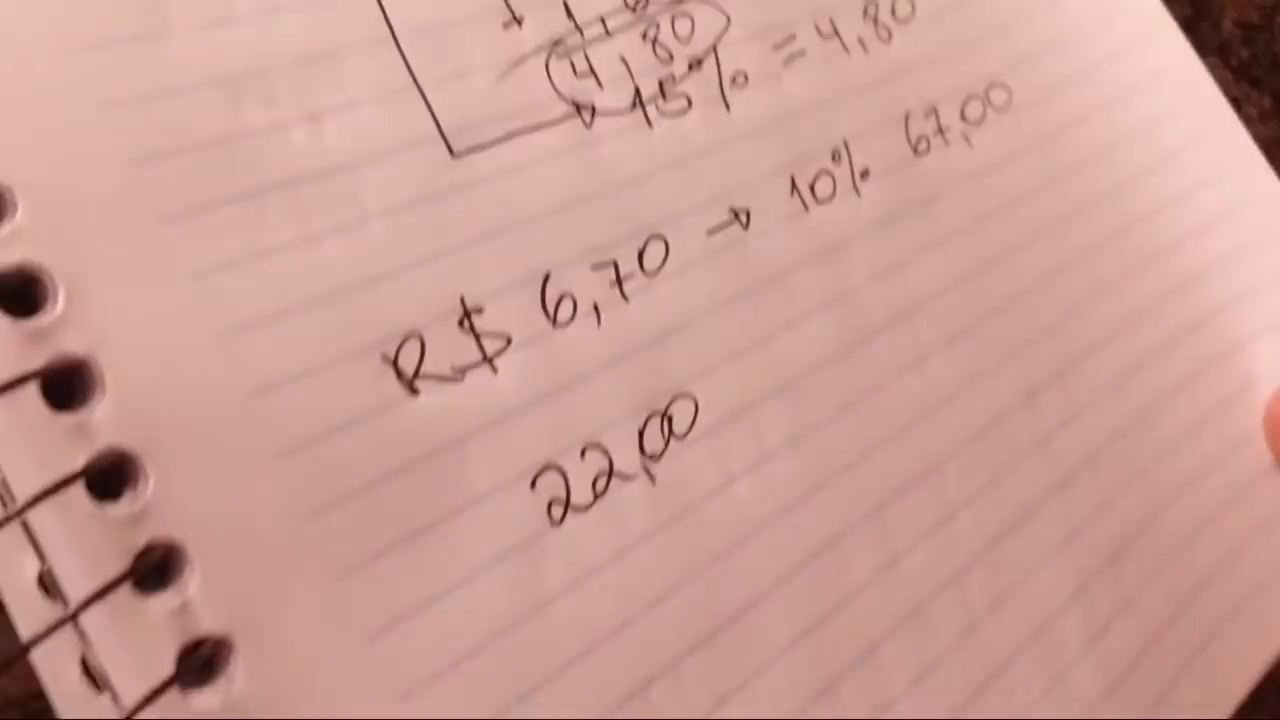 4,80
15% = 4,80
R$ 6,70 → 10% 67,00
22,00